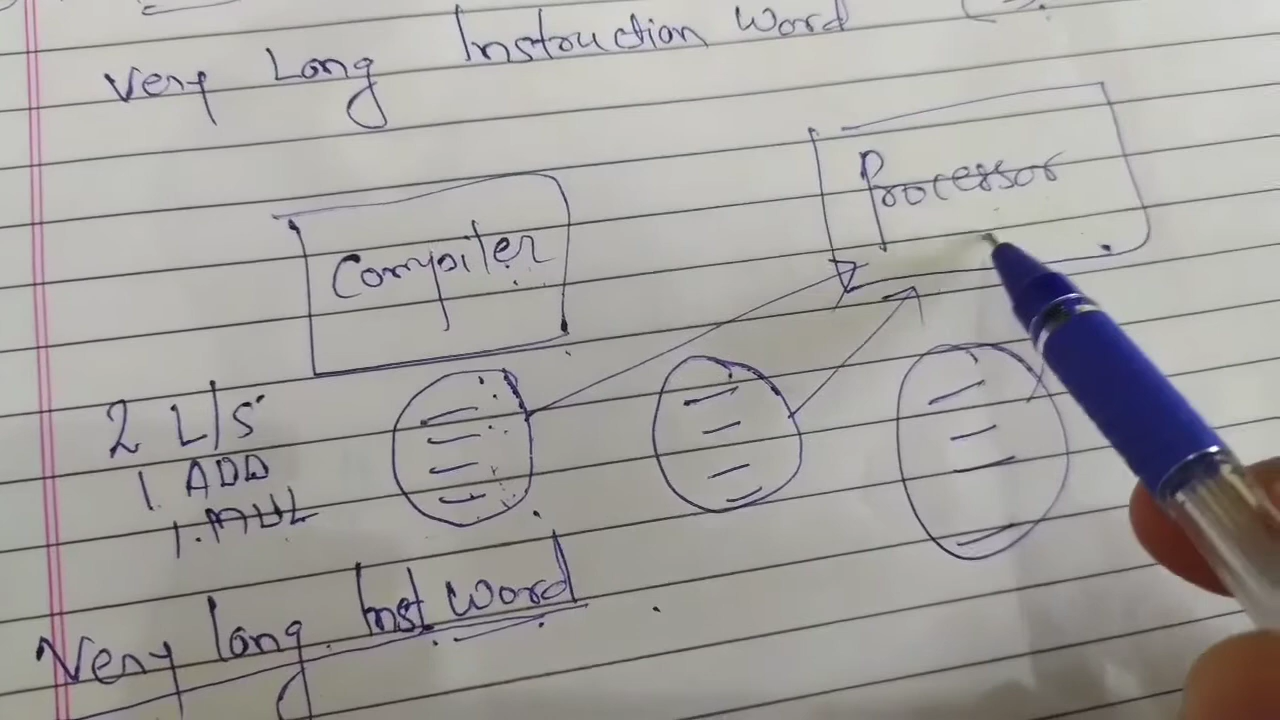 Very Long Instruction Word
Processor
Compiler
2 L/S
1. ADD
1. MUL
Very long Inst Word